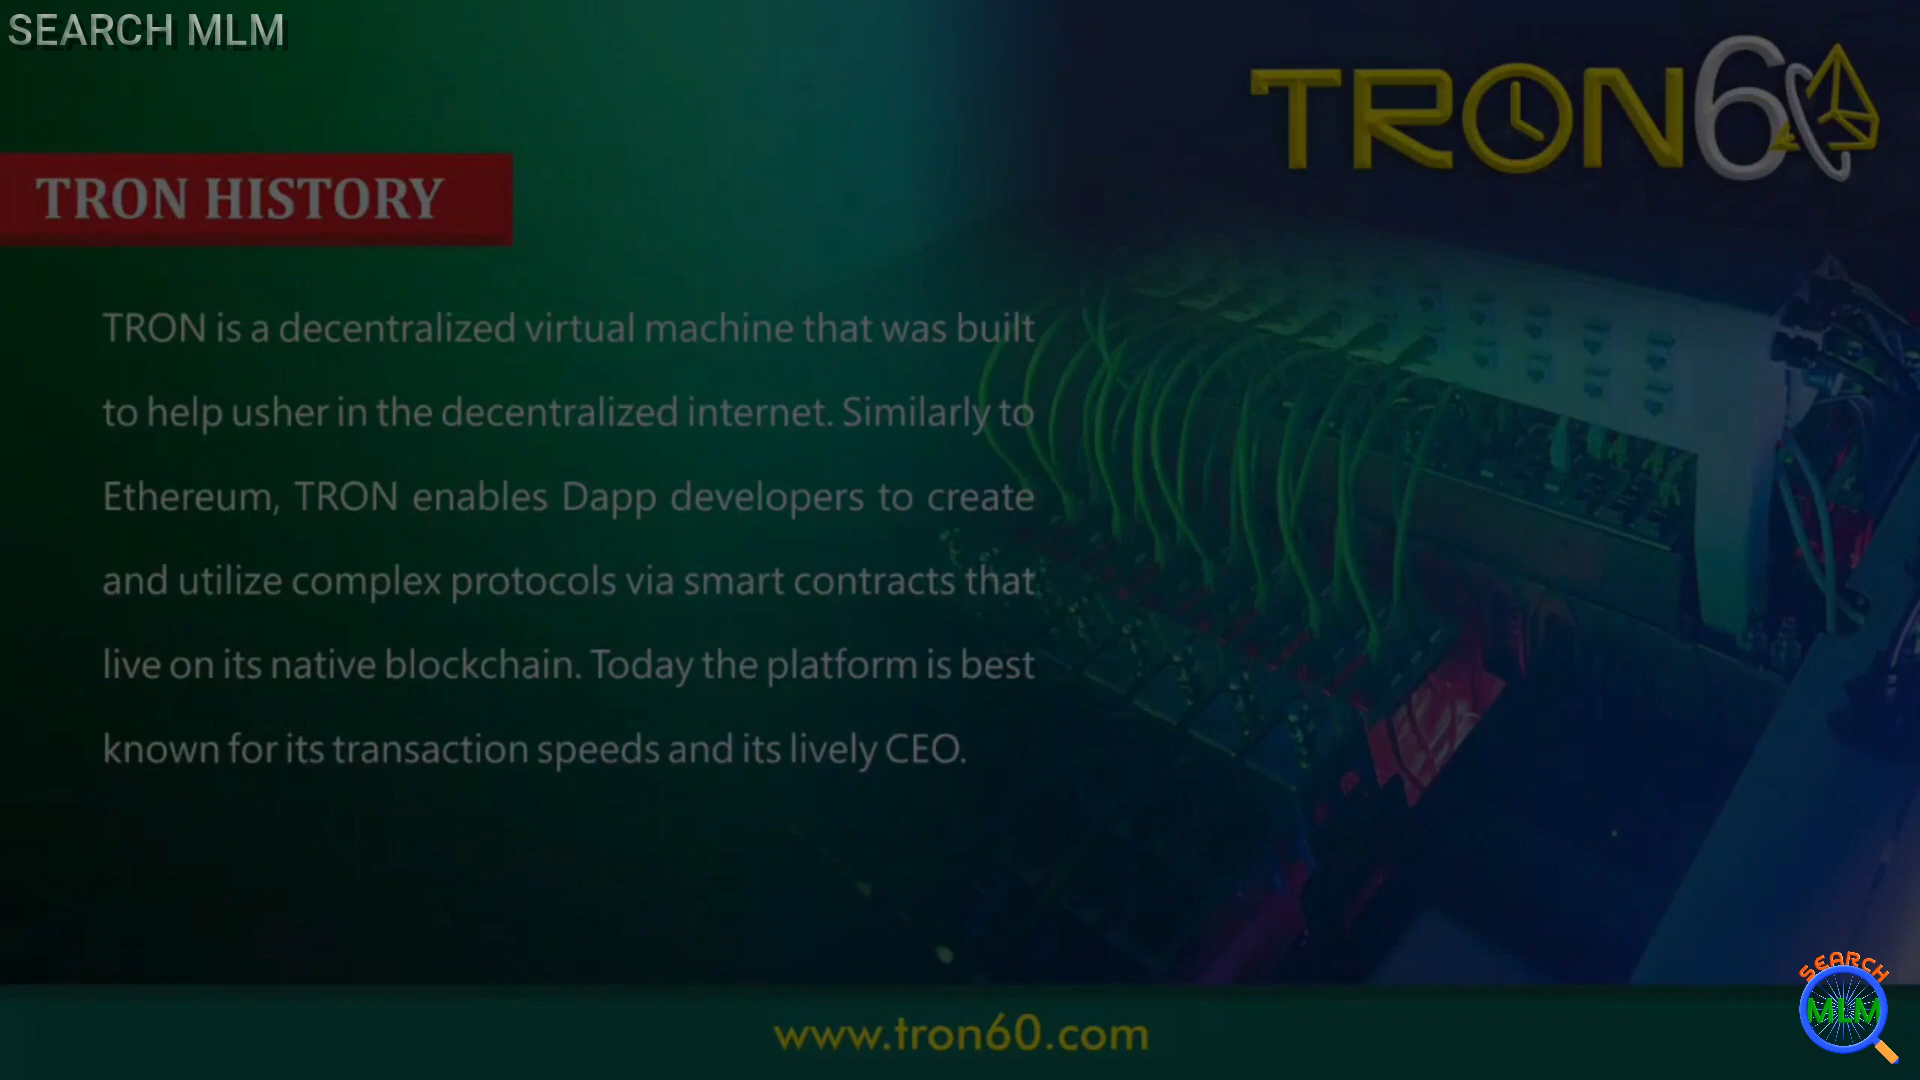 SEARCH MLM
TRON60
TRON HISTORY
TRON is a decentralized virtual machine that was built
to help usher in the decentralized internet. Similarly to
Ethereum, TRON enables Dapp developers to create
and utilize complex protocols via smart contracts that
live on its native blockchain. Today the platform is best
known for its transaction speeds and its lively CEO.
www.tron60.com
SEARCH
MLM